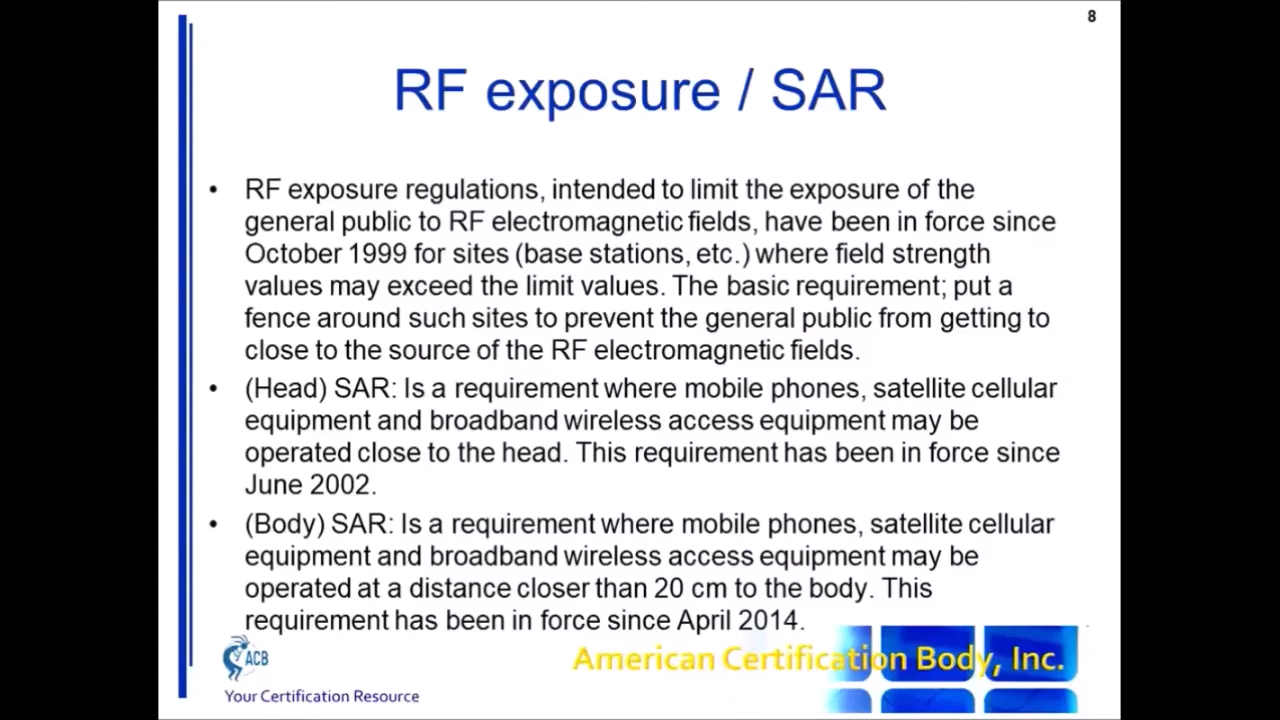 8
RF exposure / SAR
• RF exposure regulations, intended to limit the exposure of the
general public to RF electromagnetic fields, have been in force since
October 1999 for sites (base stations, etc.) where field strength
values may exceed the limit values. The basic requirement; put a
fence around such sites to prevent the general public from getting to
close to the source of the RF electromagnetic fields.
• (Head) SAR: Is a requirement where mobile phones, satellite cellular
equipment and broadband wireless access equipment may be
operated close to the head. This requirement has been in force since
June 2002.
• (Body) SAR: Is a requirement where mobile phones, satellite cellular
equipment and broadband wireless access equipment may be
operated at a distance closer than 20 cm to the body. This
requirement has been in force since April 2014.
ACB
American Certification Body, Inc.
Your Certification Resource